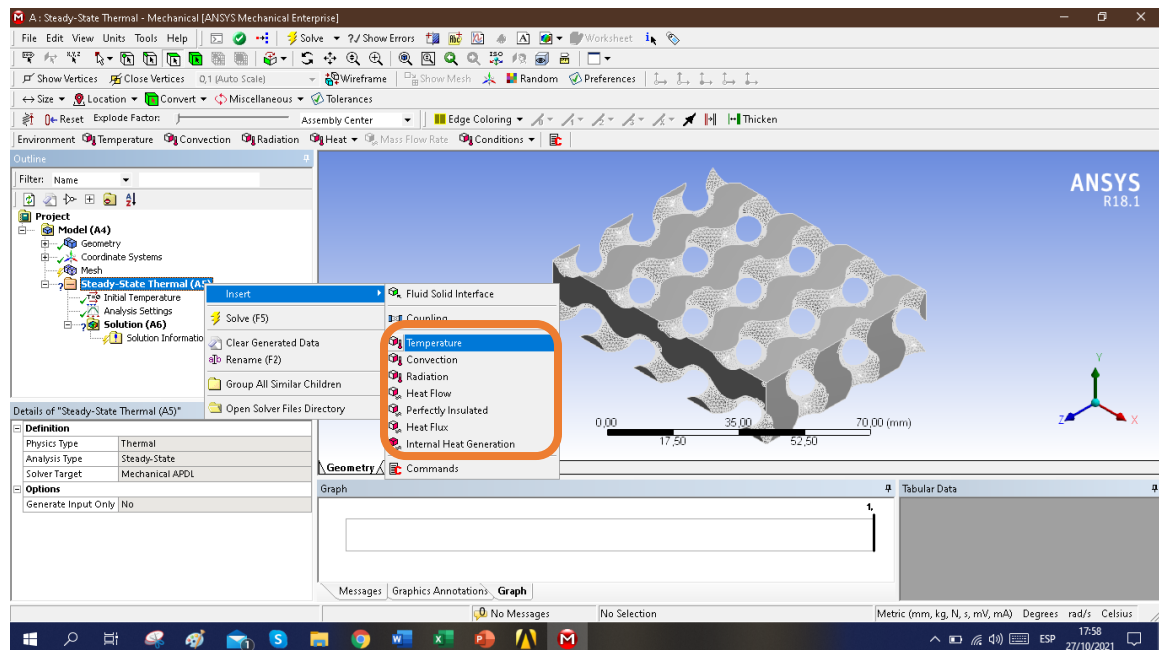 A : Steady-State Thermal - Mechanical [ANSYS Mechanical Enterprise]
File Edit View Units Tools Help Solve ?/ Show Errors Worksheet
Show Vertices Close Vertices 0,1 (Auto Scale) Wireframe Show Mesh Random Preferences
Size Location Convert Miscellaneous Tolerances
Reset Explode Factor: Assembly Center Edge Coloring Thicken
Environment Temperature Convection Radiation Heat Mass Flow Rate Conditions
Outline
Filter: Name
Project
Model (A4)
Geometry
Coordinate Systems
Mesh
Steady-State Thermal (A5)
Initial Temperature
Analysis Settings
Solution (A6)
Solution Informatio
Insert
Solve (F5)
Clear Generated Data
Rename (F2)
Group All Similar Children
Open Solver Files Directory
Fluid Solid Interface
Coupling
Temperature
Convection
Radiation
Heat Flow
Perfectly Insulated
Heat Flux
Internal Heat Generation
Commands
ANSYS
R18.1
0,00 35,00 70,00 (mm)
17,50 52,50
Y
Z X
Details of "Steady-State Thermal (A5)"
Definition
Physics Type Thermal
Analysis Type Steady-State
Solver Target Mechanical APDL
Options
Generate Input Only No
Geometry
Graph
1,
Tabular Data
Messages Graphics Annotations Graph
No Messages No Selection Metric (mm, kg, N, s, mV, mA) Degrees rad/s Celsius
ESP 17:58
27/10/2021